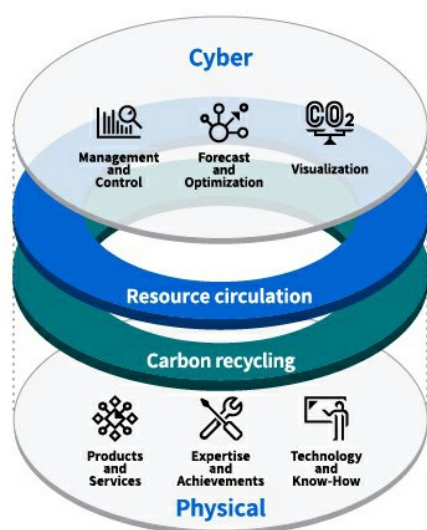 Cyber
CO₂
Management
and
Control
Forecast
and
Optimization
Visualization
Resource circulation
Carbon recycling
Products
and
Services
Expertise
and
Achievements
Technology
and
Know-How
Physical